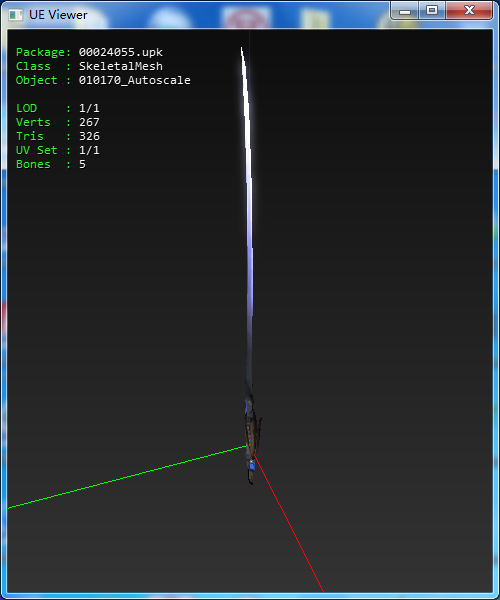 UE Viewer
Package: 00024055.upk
Class : SkeletalMesh
Object : 010170_Autoscale
LOD : 1/1
Verts : 267
Tris : 326
UV Set : 1/1
Bones : 5